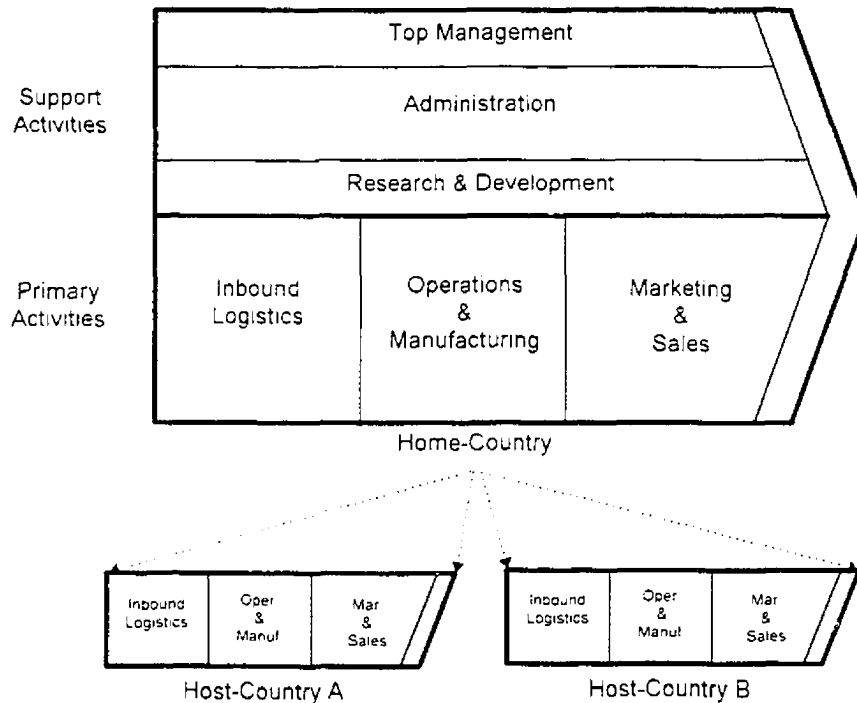 Top Management
Support
Activities
Administration
Research & Development
Primary
Activities
Inbound
Logistics
Operations
&
Manufacturing
Marketing
&
Sales
Home-Country
Inbound
Logistics
Oper
&
Manuf
Mar
&
Sales
Host-Country A
Inbound
Logistics
Oper
&
Manuf
Mar
&
Sales
Host-Country B